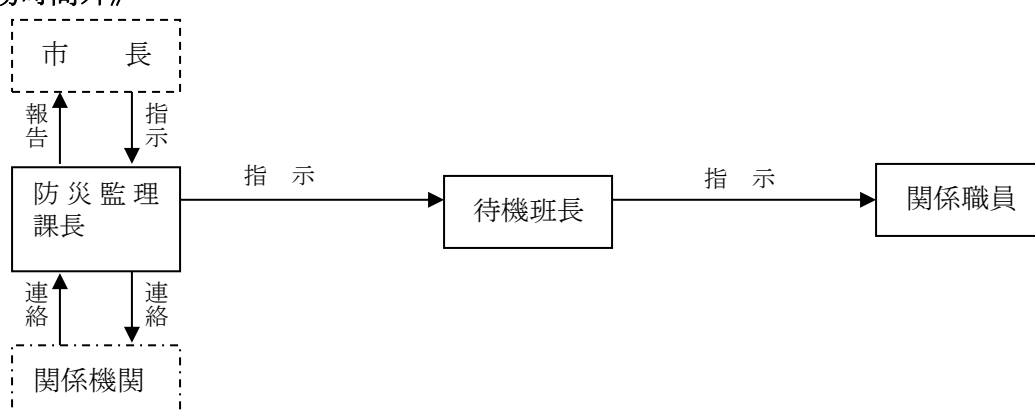 市　　長
報告
指示
防災監理
課長
指　示
待機班長
指　示
関係職員
連絡
連絡
関係機関